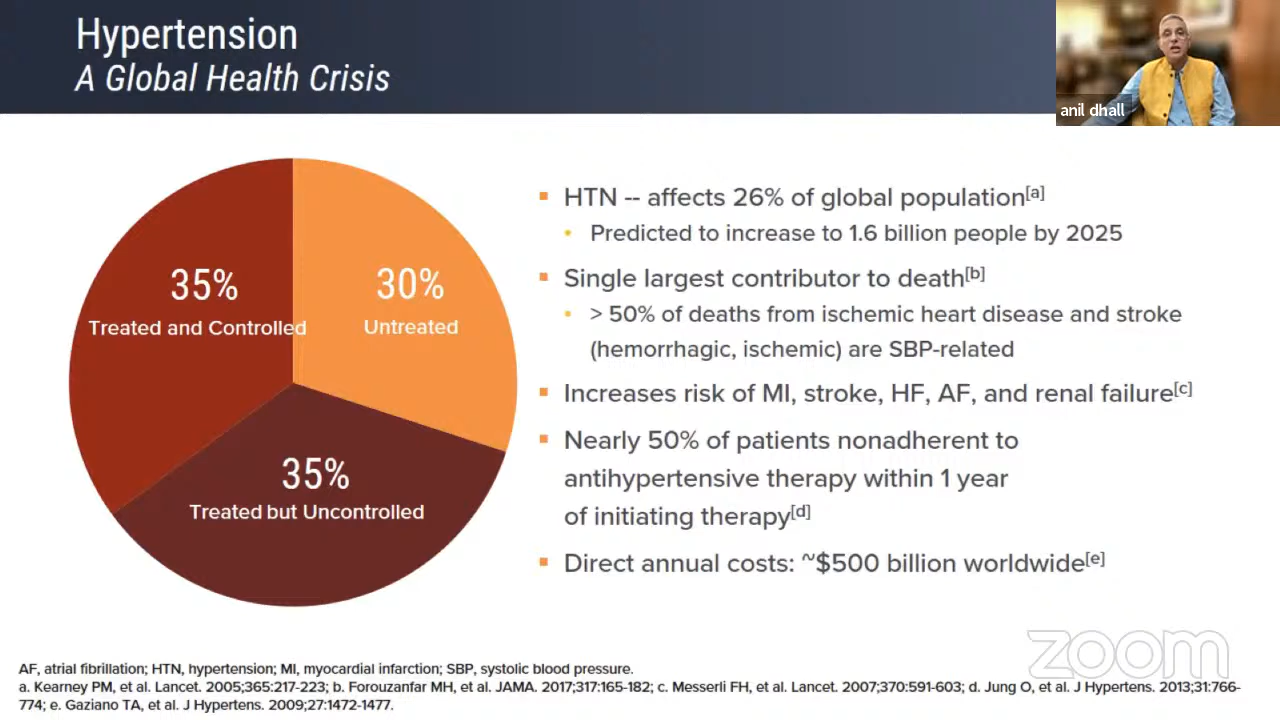 Hypertension
A Global Health Crisis
anil dhall
35%
Treated and Controlled
30%
Untreated
35%
Treated but Uncontrolled
▪ HTN -- affects 26% of global population[a]
• Predicted to increase to 1.6 billion people by 2025
▪ Single largest contributor to death[b]
• > 50% of deaths from ischemic heart disease and stroke
(hemorrhagic, ischemic) are SBP-related
▪ Increases risk of MI, stroke, HF, AF, and renal failure[c]
▪ Nearly 50% of patients nonadherent to
antihypertensive therapy within 1 year
of initiating therapy[d]
▪ Direct annual costs: ~$500 billion worldwide[e]
zoom
AF, atrial fibrillation; HTN, hypertension; MI, myocardial infarction; SBP, systolic blood pressure.
a. Kearney PM, et al. Lancet. 2005;365:217-223; b. Forouzanfar MH, et al. JAMA. 2017;317:165-182; c. Messerli FH, et al. Lancet. 2007;370:591-603; d. Jung O, et al. J Hypertens. 2013;31:766-
774; e. Gaziano TA, et al. J Hypertens. 2009;27:1472-1477.